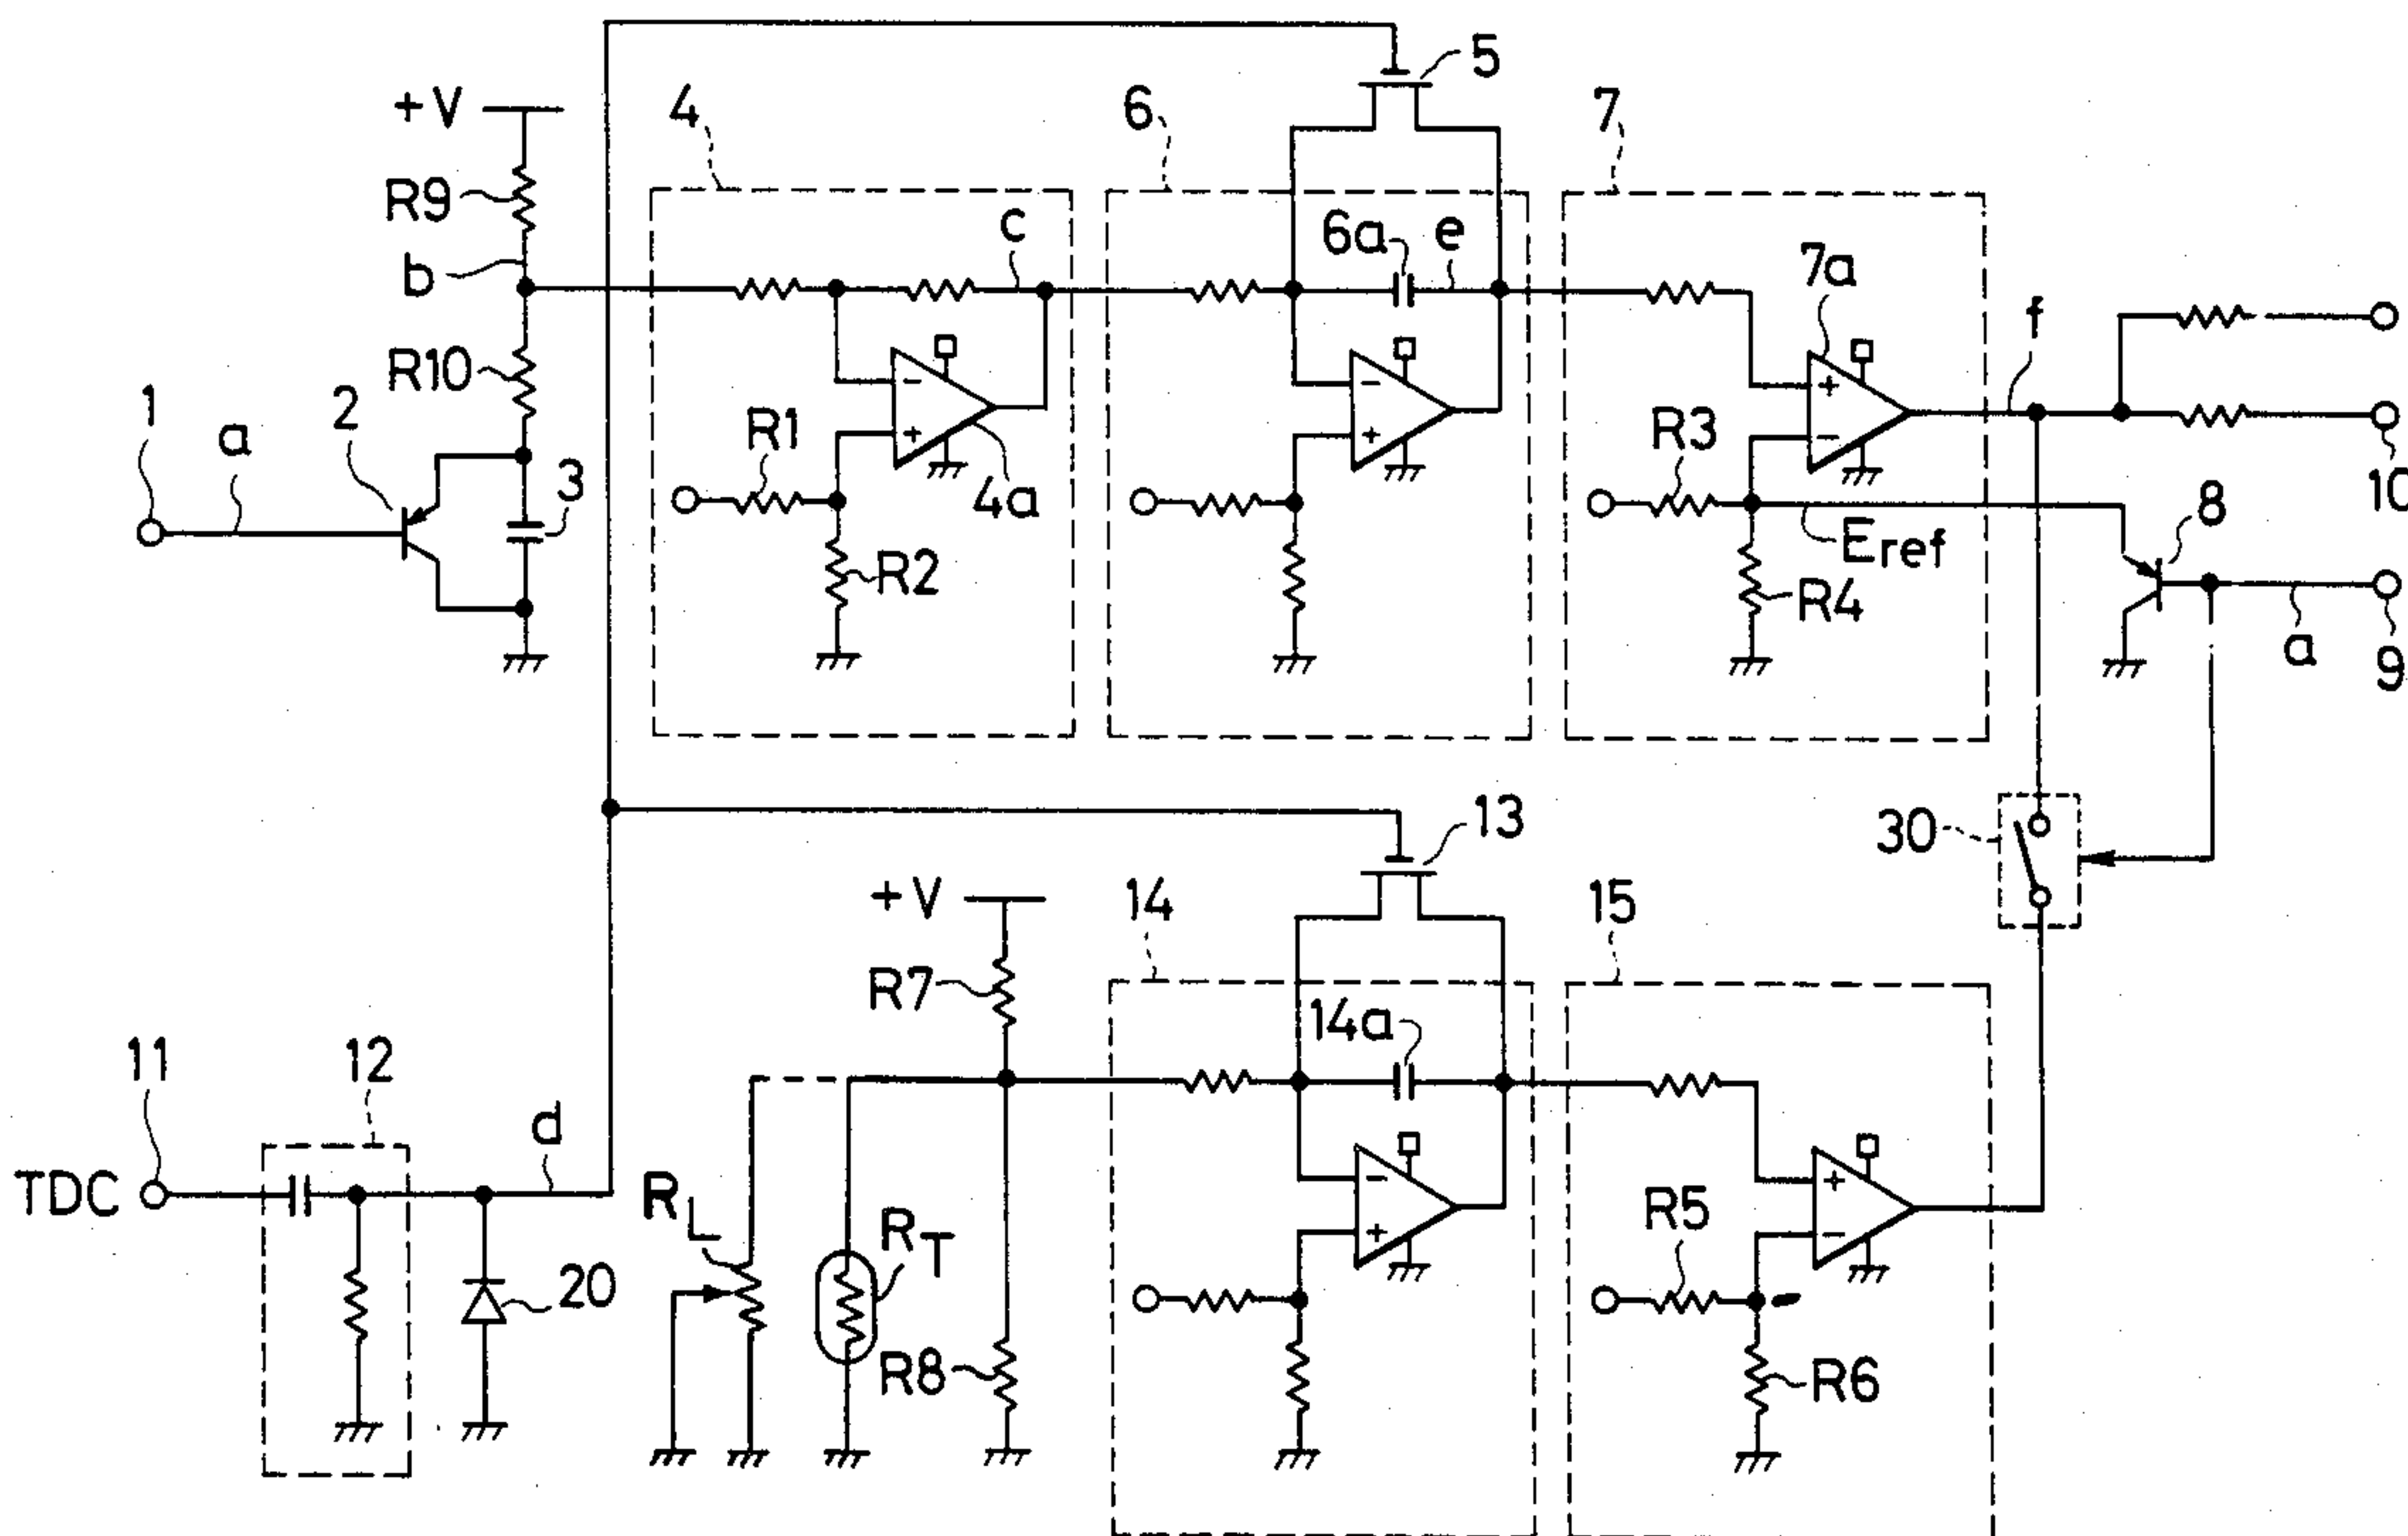 5
+V
4
6
7
R9
c
6a
e
7a
b
f
R10
1
a
2
R1
R3
3
4a
10
8
R2
Eref
R4
a
9
13
30
+V
14
15
R7
14a
11
12
d
TDC
RL
RT
R5
20
R8
R6
- + - + + - - + + -